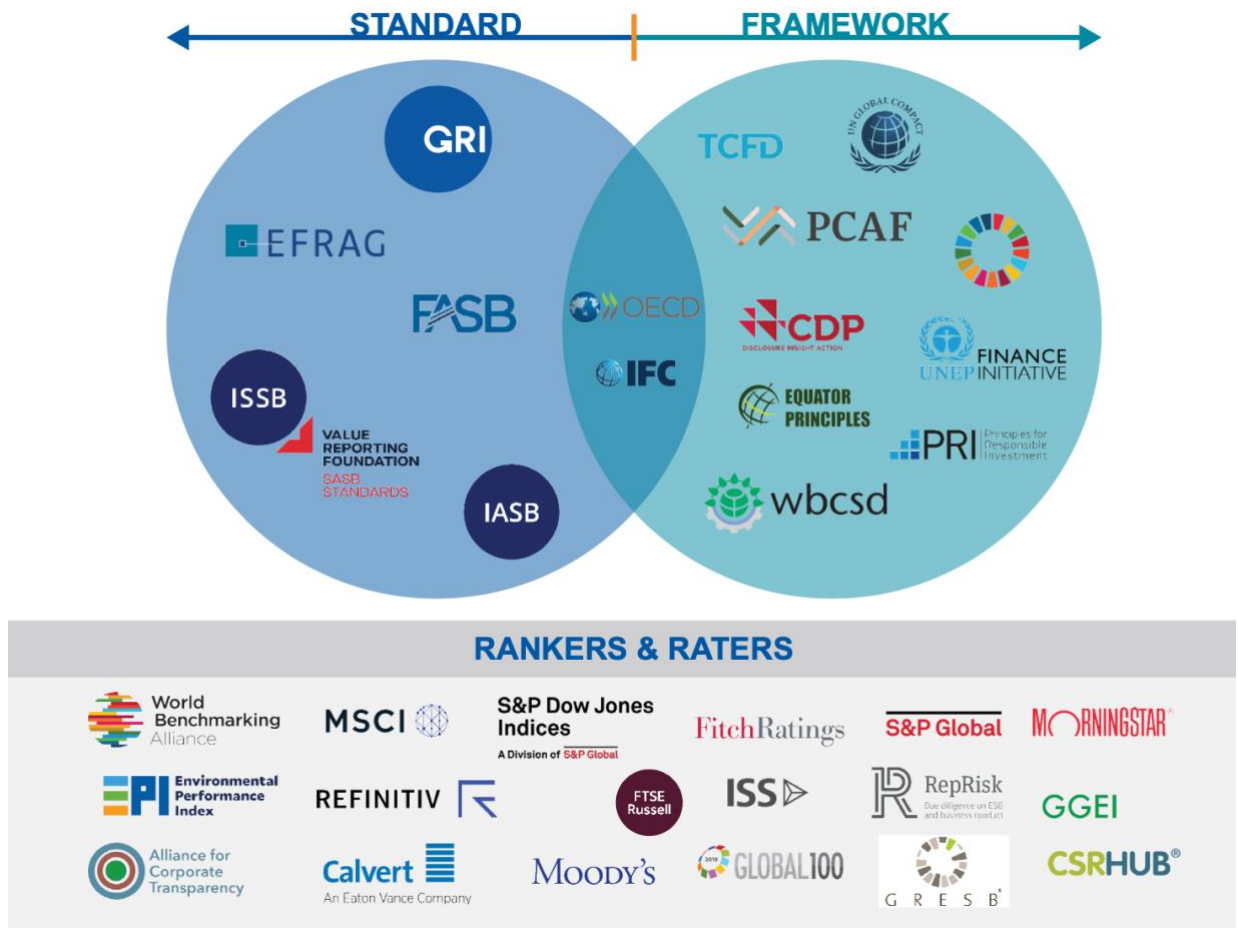 STANDARD
FRAMEWORK
GRI
EFRAG
FASB
ISSB
VALUE
REPORTING
FOUNDATION
SASB
STANDARDS
IASB
OECD
IFC
TCFD
UN GLOBAL COMPACT
PCAF
CDP
DISCLOSURE INSIGHT ACTION
UNEP
FINANCE
INITIATIVE
EQUATOR
PRINCIPLES
PRI
Principles for
Responsible
Investment
wbcsd
RANKERS & RATERS
World
Benchmarking
Alliance
MSCI
S&P Dow Jones
Indices
A Division of S&P Global
FitchRatings
S&P Global
MORNINGSTAR®
EPI
Environmental
Performance
Index
REFINITIV
FTSE
Russell
ISS
RepRisk
Due diligence on ESG
and business conduct
GGEI
Alliance for
Corporate
Transparency
Calvert
An Eaton Vance Company
MOODY'S
GLOBAL100
GRESB
CSRHUB®